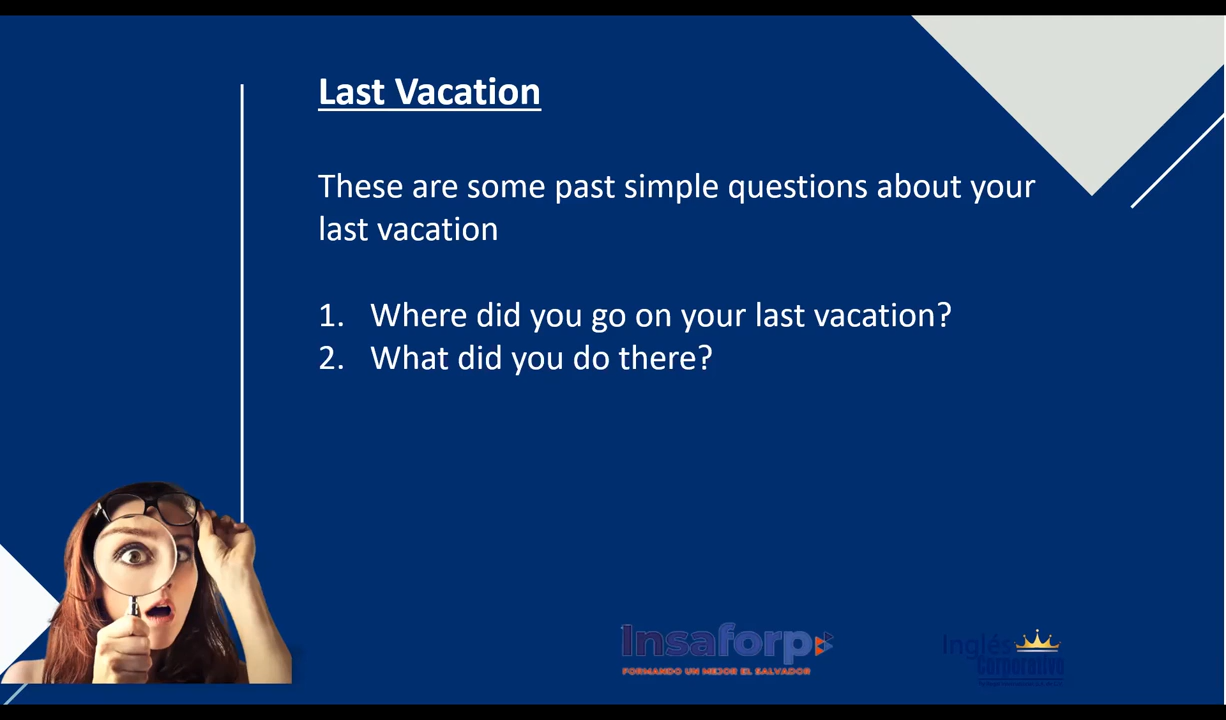 Last Vacation
These are some past simple questions about your
last vacation
1. Where did you go on your last vacation?
2. What did you do there?
Insaforp
FORMANDO UN MEJOR EL SALVADOR
Inglés
Corporativo